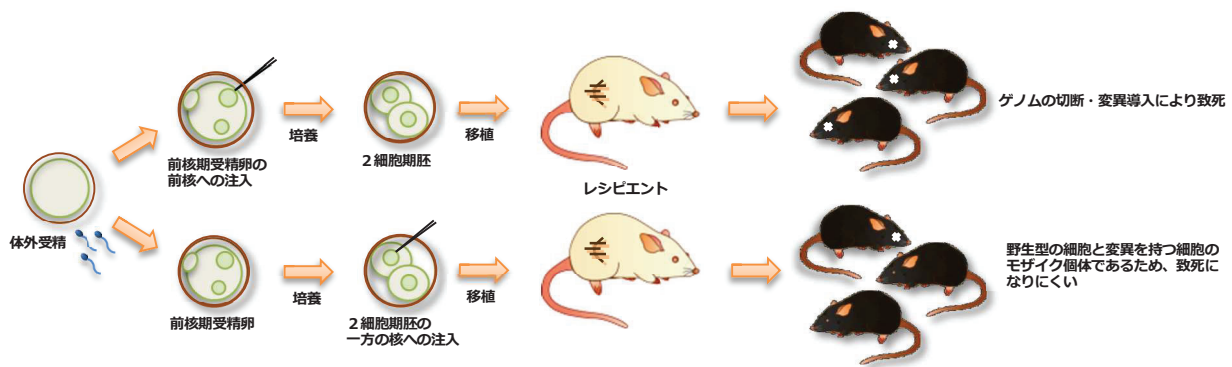 体外受精
前核期受精卵の
前核への注入
培養
２細胞期胚
移植
レシピエント
ゲノムの切断・変異導入により致死
前核期受精卵
培養
２細胞期胚の
一方の核への注入
移植
野生型の細胞と変異を持つ細胞の
モザイク個体であるため、致死に
なりにくい